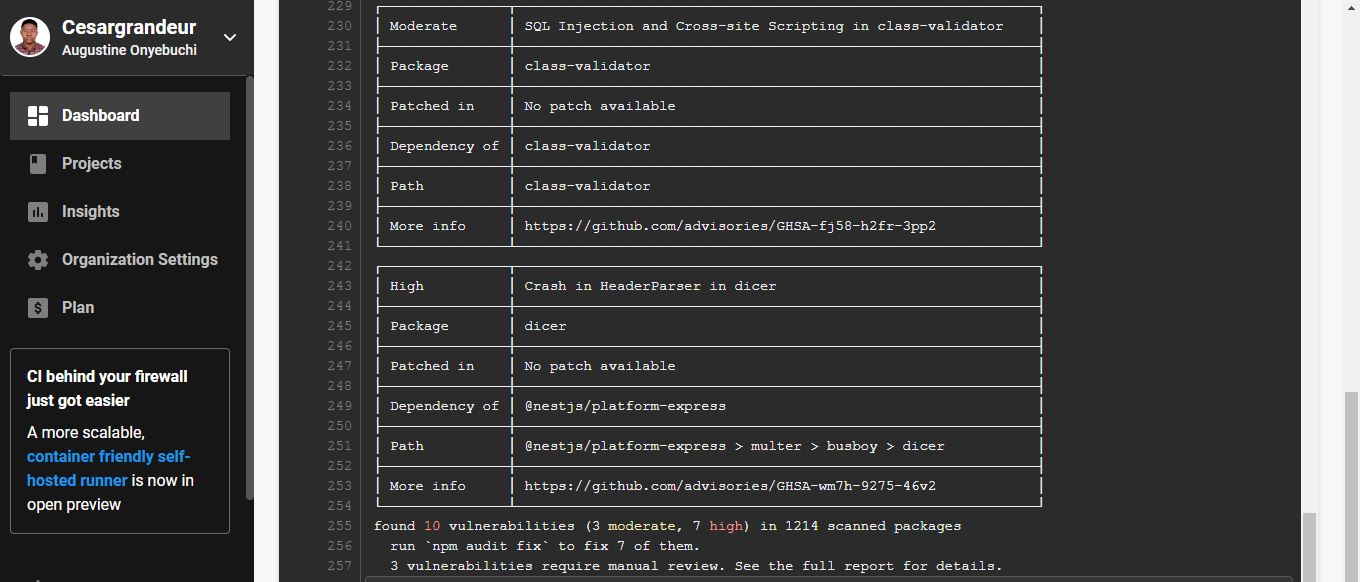 Cesargrandeur
Augustine Onyebuchi
Dashboard
Projects
Insights
Organization Settings
Plan
CI behind your firewall
just got easier
A more scalable,
container friendly self-
hosted runner is now in
open preview
229
230 Moderate SQL Injection and Cross-site Scripting in class-validator
231
232 Package class-validator
233
234 Patched in No patch available
235
236 Dependency of class-validator
237
238 Path class-validator
239
240 More info https://github.com/advisories/GHSA-fj58-h2fr-3pp2
241
242
243 High Crash in HeaderParser in dicer
244
245 Package dicer
246
247 Patched in No patch available
248
249 Dependency of @nestjs/platform-express
250
251 Path @nestjs/platform-express > multer > busboy > dicer
252
253 More info https://github.com/advisories/GHSA-wm7h-9275-46v2
254
255 found 10 vulnerabilities (3 moderate, 7 high) in 1214 scanned packages
256 run `npm audit fix` to fix 7 of them.
257 3 vulnerabilities require manual review. See the full report for details.